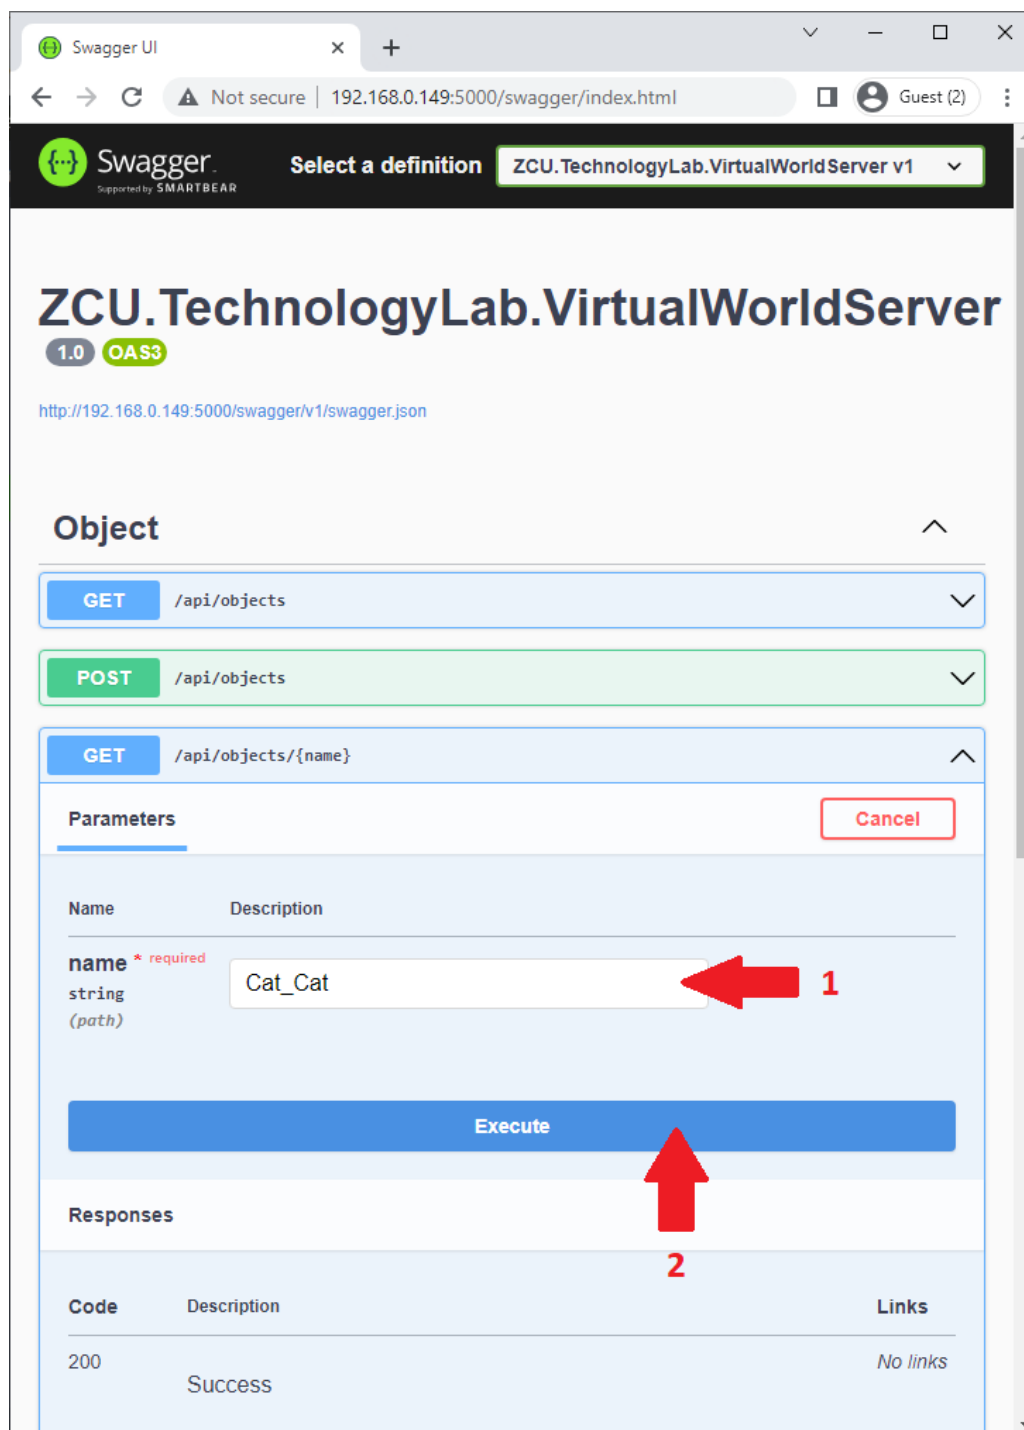 Swagger UI
Not secure | 192.168.0.149:5000/swagger/index.html Guest (2)
Swagger. Select a definition ZCU.TechnologyLab.VirtualWorldServer v1
Supported by SMARTBEAR
ZCU.TechnologyLab.VirtualWorldServer
1.0 OAS3
http://192.168.0.149:5000/swagger/v1/swagger.json
Object
GET /api/objects
POST /api/objects
GET /api/objects/{name}
Parameters Cancel
Name Description
name * required
Cat_Cat 1
string
(path)
Execute
2
Responses
Code Description Links
200 No links
Success